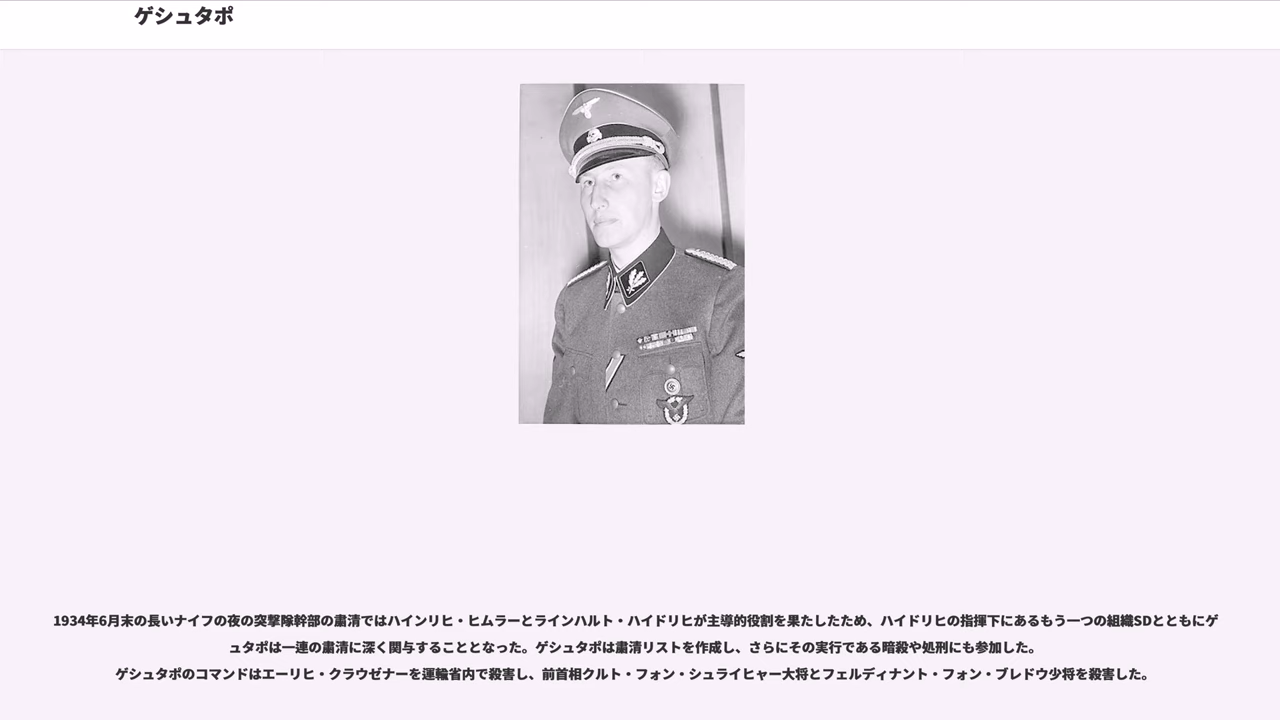 ゲシュタポ
1934年6月末の長いナイフの夜の突撃隊幹部の粛清ではハインリヒ・ヒムラーとラインハルト・ハイドリヒが主導的役割を果たしたため、ハイドリヒの指揮下にあるもう一つの組織SDとともにゲ
シュタポは一連の粛清に深く関与することとなった。ゲシュタポは粛清リストを作成し、さらにその実行である暗殺や処刑にも参加した。
ゲシュタポのコマンドはエーリヒ・クラウゼナーを運輸省内で殺害し、前首相クルト・フォン・シュライヒャー大将とフェルディナント・フォン・ブレドウ少将を殺害した。